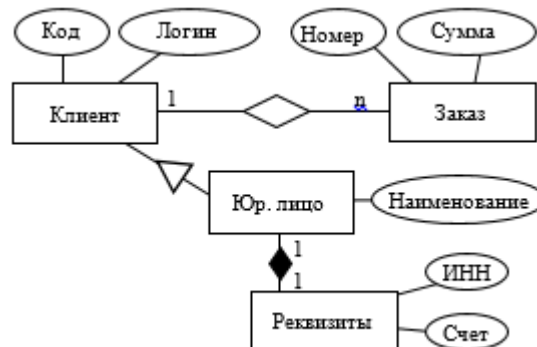 Код
Логин
Номер
Сумма
Клиент
1
n
Заказ
Юр. лицо
Наименование
1
1
ИНН
Реквизиты
Счет